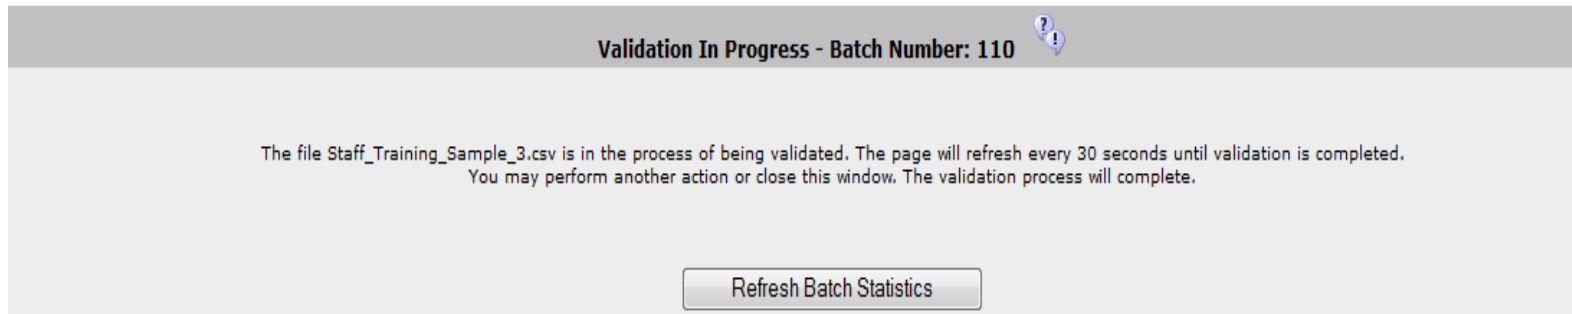 Validation In Progress - Batch Number: 110
The file Staff_Training_Sample_3.csv is in the process of being validated. The page will refresh every 30 seconds until validation is completed.
You may perform another action or close this window. The validation process will complete.
Refresh Batch Statistics